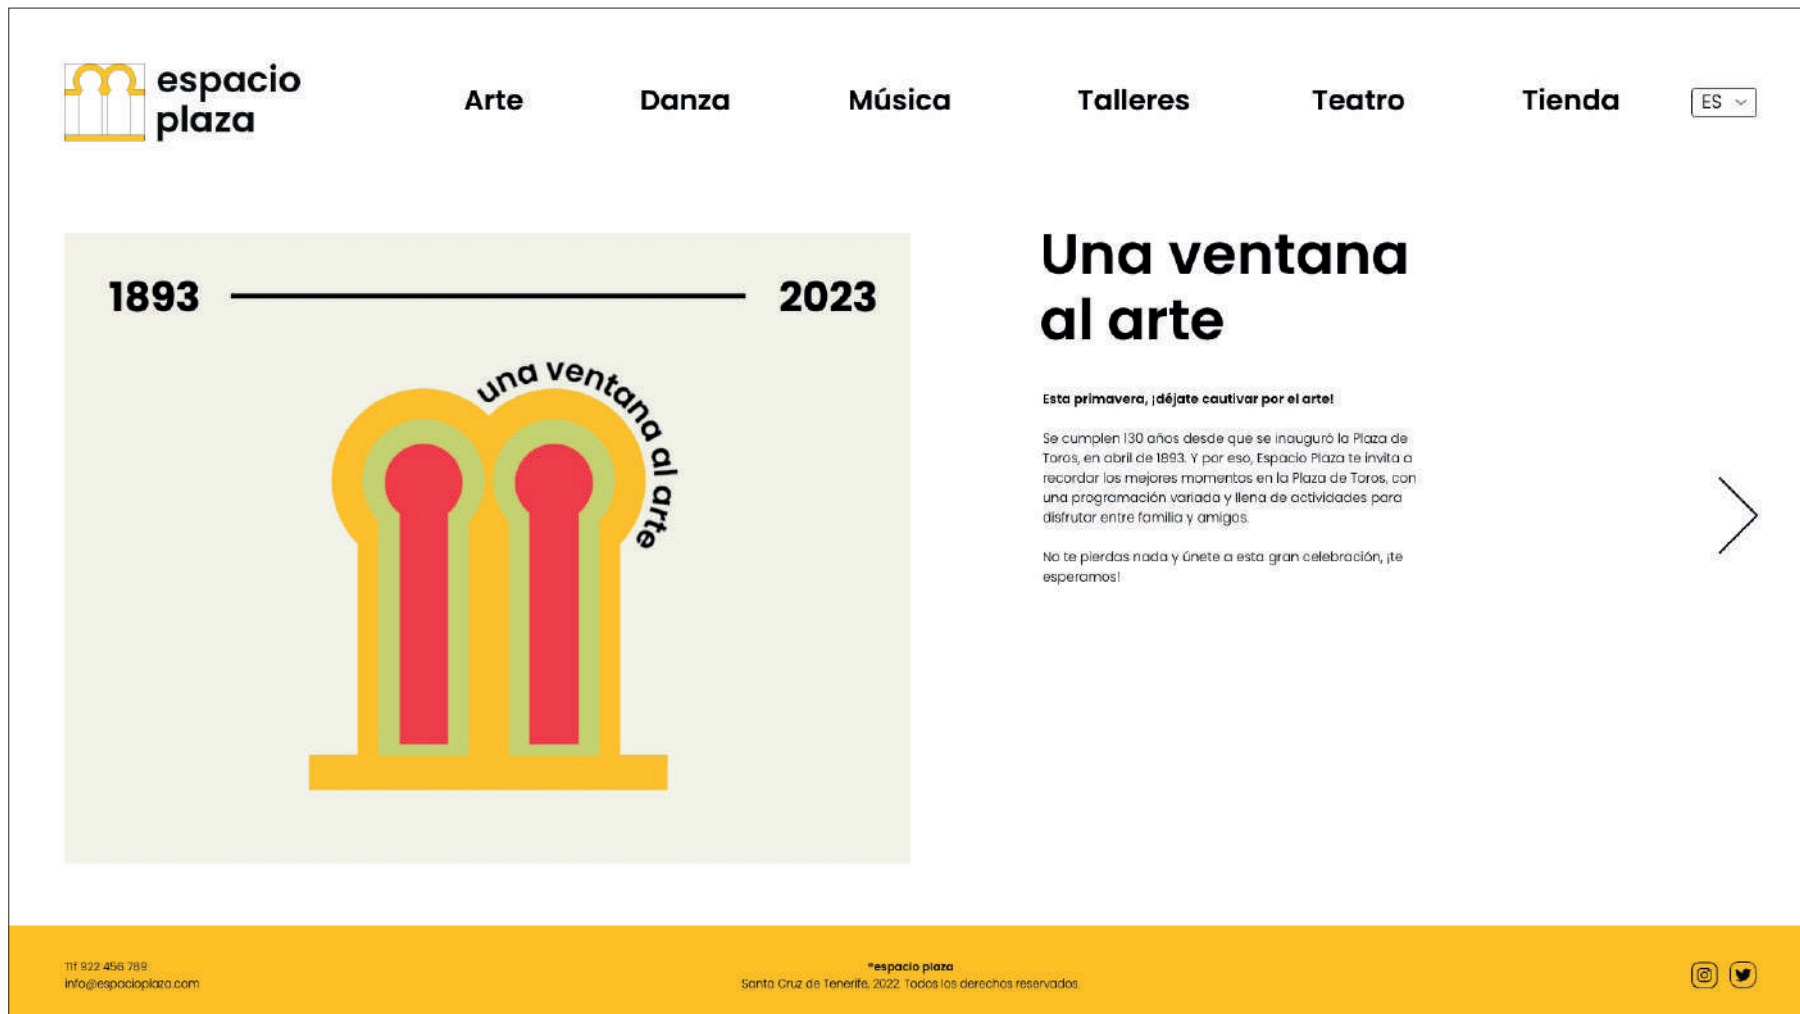 espacio
plaza
Arte
Danza
Música
Talleres
Teatro
Tienda
ES
1893
2023
una ventana al arte
Una ventana
al arte
Esta primavera, ¡déjate cautivar por el arte!
Se cumplen 130 años desde que se inauguró la Plaza de
Toros, en abril de 1893. Y por eso, Espacio Plaza te invita a
recordar los mejores momentos en la Plaza de Toros, con
una programación variada y llena de actividades para
disfrutar entre familia y amigos.
No te pierdas nada y únete a esta gran celebración, ¡te
esperamos!
Tlf 922 456 789
info@espacioplaza.com
*espacio plaza
Santa Cruz de Tenerife, 2022. Todos los derechos reservados.